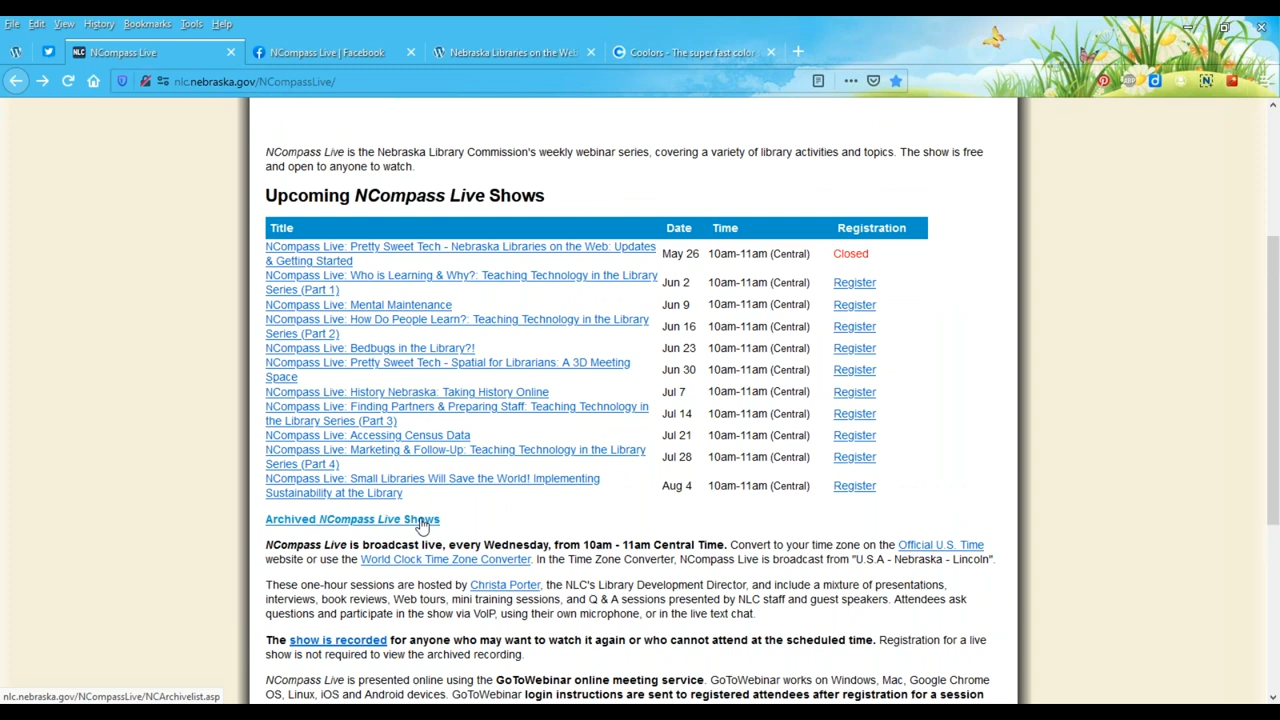 File Edit View History Bookmarks Tools Help
NLC NCompass Live
NCompass Live | Facebook
Nebraska Libraries on the Web:
Coolors - The super fast color
nlc.nebraska.gov/NCompassLive/
NCompass Live is the Nebraska Library Commission's weekly webinar series, covering a variety of library activities and topics. The show is free
and open to anyone to watch.
Upcoming NCompass Live Shows
Title Date Time Registration
NCompass Live: Pretty Sweet Tech - Nebraska Libraries on the Web: Updates
& Getting Started May 26 10am-11am (Central) Closed
NCompass Live: Who is Learning & Why?: Teaching Technology in the Library
Series (Part 1) Jun 2 10am-11am (Central) Register
NCompass Live: Mental Maintenance Jun 9 10am-11am (Central) Register
NCompass Live: How Do People Learn?: Teaching Technology in the Library
Series (Part 2) Jun 16 10am-11am (Central) Register
NCompass Live: Bedbugs in the Library?! Jun 23 10am-11am (Central) Register
NCompass Live: Pretty Sweet Tech - Spatial for Librarians: A 3D Meeting
Space Jun 30 10am-11am (Central) Register
NCompass Live: History Nebraska: Taking History Online Jul 7 10am-11am (Central) Register
NCompass Live: Finding Partners & Preparing Staff: Teaching Technology in
the Library Series (Part 3) Jul 14 10am-11am (Central) Register
NCompass Live: Accessing Census Data Jul 21 10am-11am (Central) Register
NCompass Live: Marketing & Follow-Up: Teaching Technology in the Library
Series (Part 4) Jul 28 10am-11am (Central) Register
NCompass Live: Small Libraries Will Save the World! Implementing
Sustainability at the Library Aug 4 10am-11am (Central) Register
Archived NCompass Live Shows
NCompass Live is broadcast live, every Wednesday, from 10am - 11am Central Time. Convert to your time zone on the Official U.S. Time
website or use the World Clock Time Zone Converter. In the Time Zone Converter, NCompass Live is broadcast from "U.S.A - Nebraska - Lincoln".
These one-hour sessions are hosted by Christa Porter, the NLC's Library Development Director, and include a mixture of presentations,
interviews, book reviews, Web tours, mini training sessions, and Q & A sessions presented by NLC staff and guest speakers. Attendees ask
questions and participate in the show via VoIP, using their own microphone, or in the live text chat.
The show is recorded for anyone who may want to watch it again or who cannot attend at the scheduled time. Registration for a live
show is not required to view the archived recording.
NCompass Live is presented online using the GoToWebinar online meeting service. GoToWebinar works on Windows, Mac, Google Chrome
OS, Linux, iOS and Android devices. GoToWebinar login instructions are sent to registered attendees after registration for a session
nlc.nebraska.gov/NCompassLive/NCArchivelist.asp